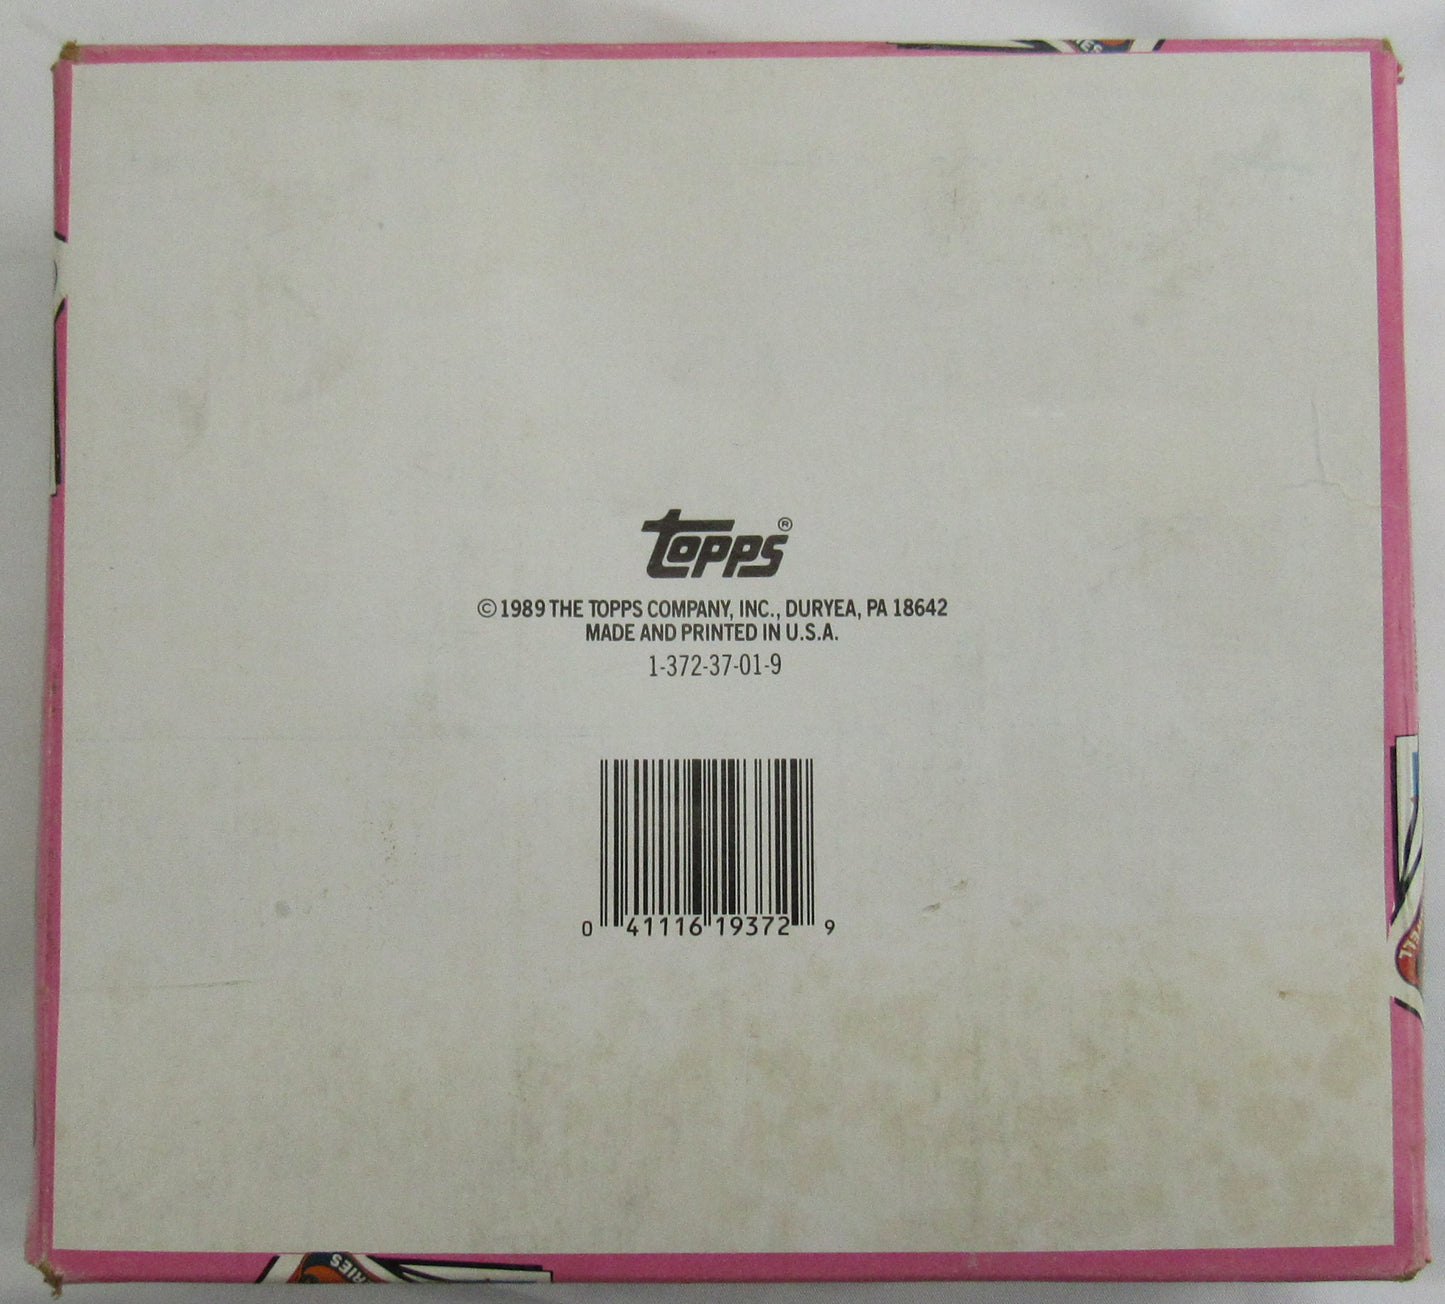 topps®
©1989 THE TOPPS COMPANY, INC., DURYEA, PA 18642
MADE AND PRINTED IN U.S.A.
1-372-37-01-9
0 41116 19372 9